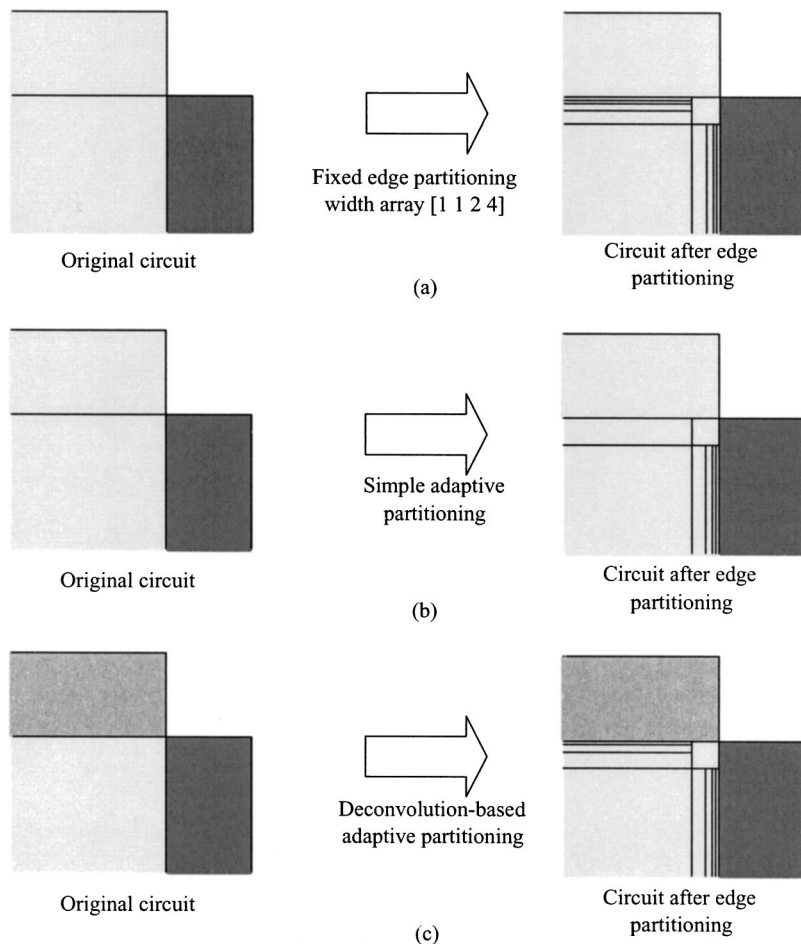 Fixed edge partitioning
width array [1 1 2 4]
Original circuit
Circuit after edge
partitioning
(a)
Simple adaptive
partitioning
Original circuit
Circuit after edge
partitioning
(b)
Deconvolution-based
adaptive partitioning
Original circuit
Circuit after edge
partitioning
(c)